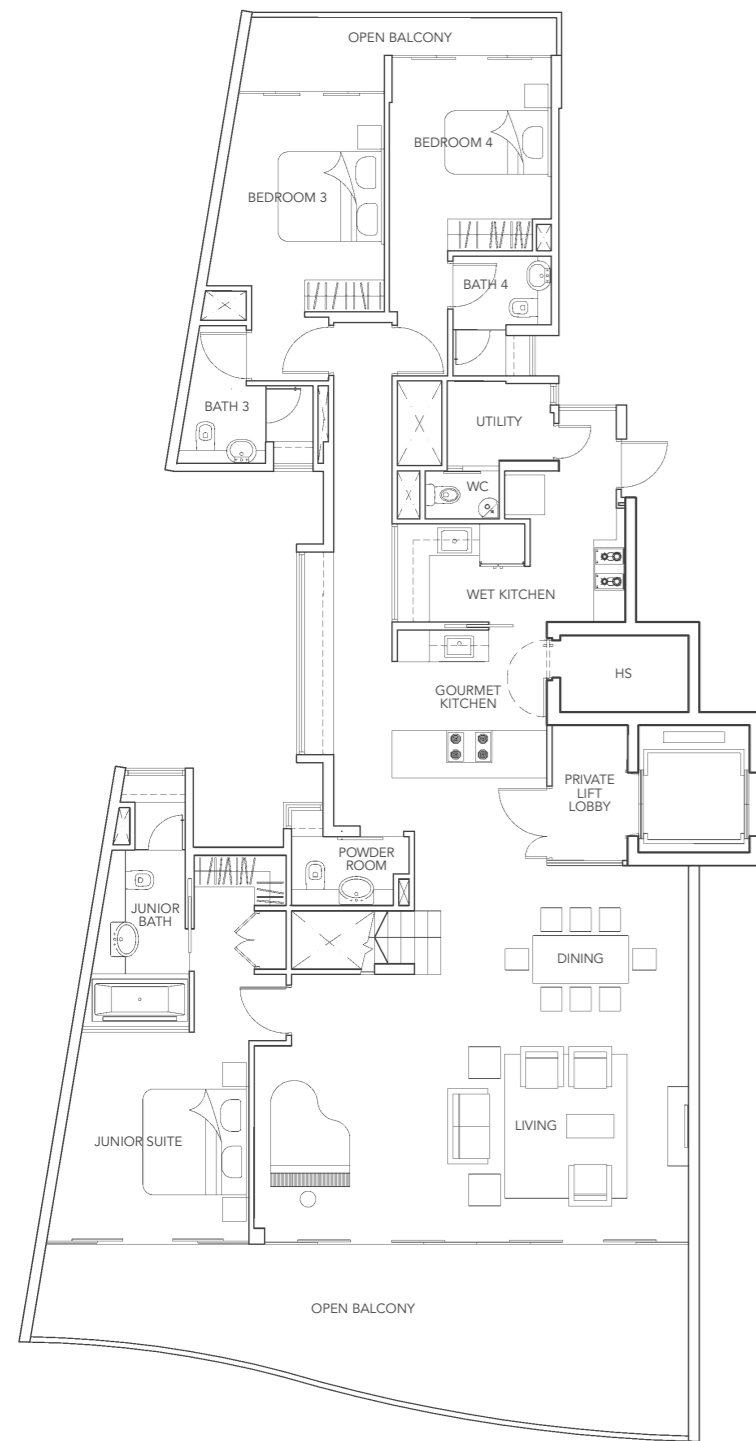 OPEN BALCONY
BEDROOM 4
BEDROOM 3
BATH 4
BATH 3
UTILITY
WC
WET KITCHEN
HS
GOURMET
KITCHEN
PRIVATE
LIFT
LOBBY
POWDER
ROOM
JUNIOR
BATH
DINING
LIVING
JUNIOR SUITE
OPEN BALCONY